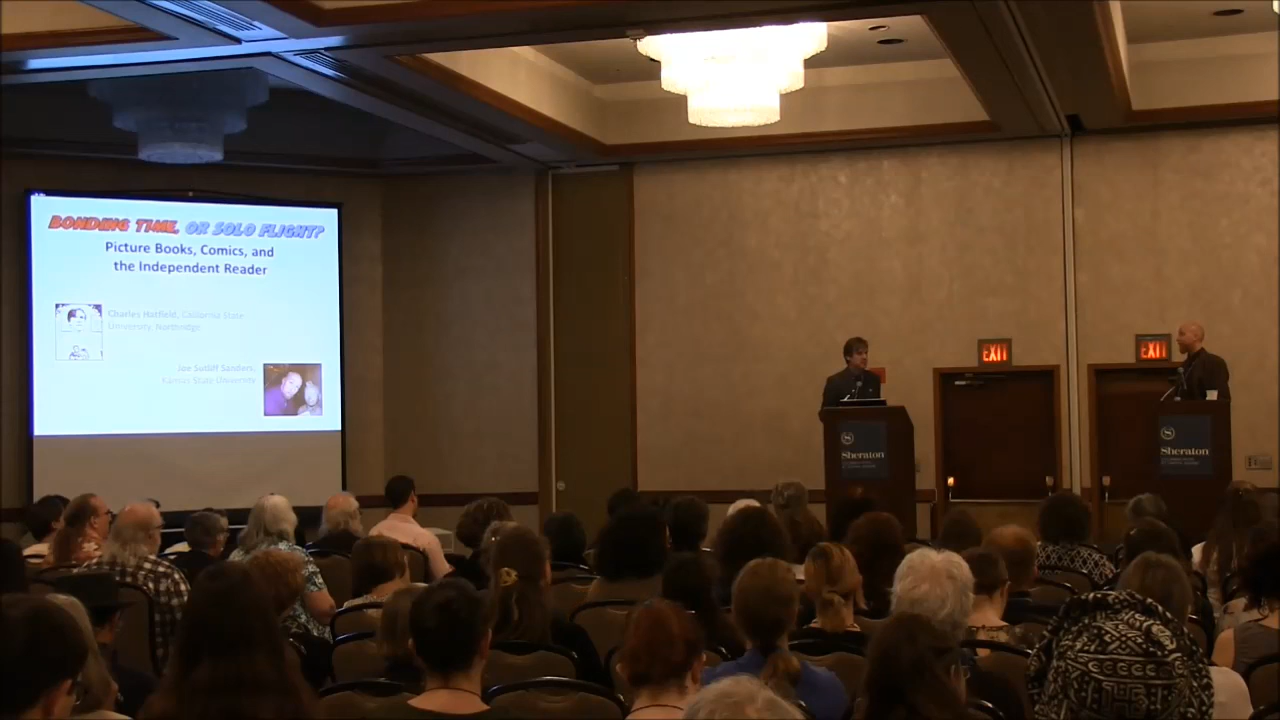 BONDING TIME, OR SOLO FLIGHT?
Picture Books, Comics, and
the Independent Reader
Charles Hatfield, California State
University, Northridge
Joe Sutliff Sanders,
Kansas State University
EXIT
EXIT
Sheraton
Sheraton